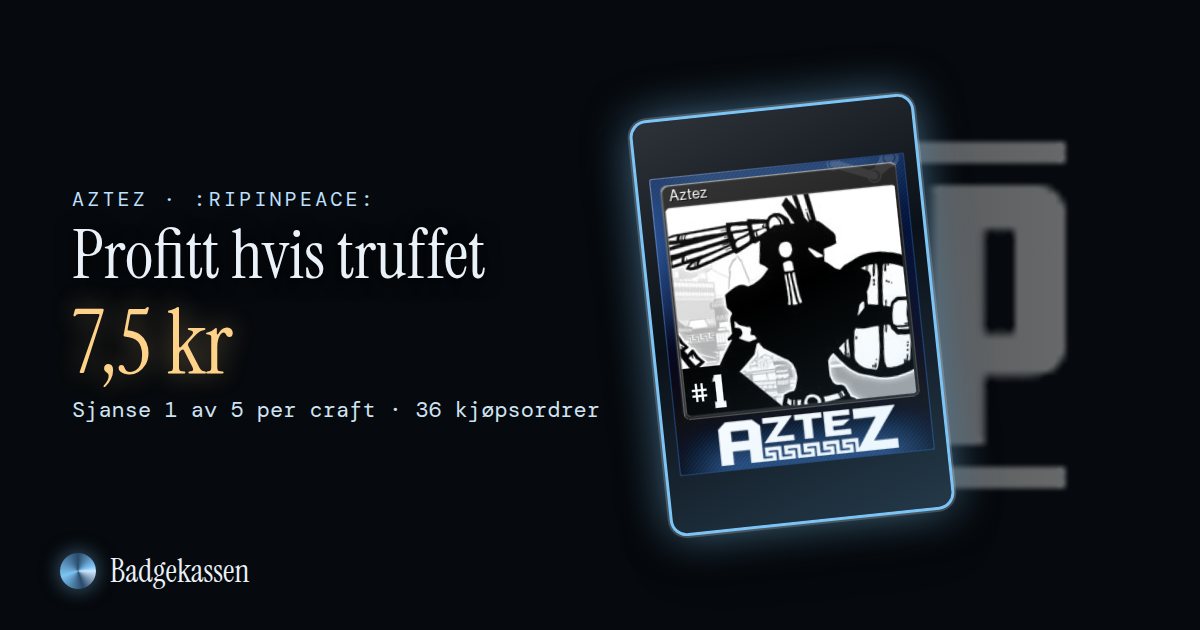 AZTEZ · :RIPINPEACE:
Profitt hvis truffet
7,5 kr
Sjanse 1 av 5 per craft · 36 kjøpsordrer
Badgekassen
Aztez
#1
AZTEZ
P